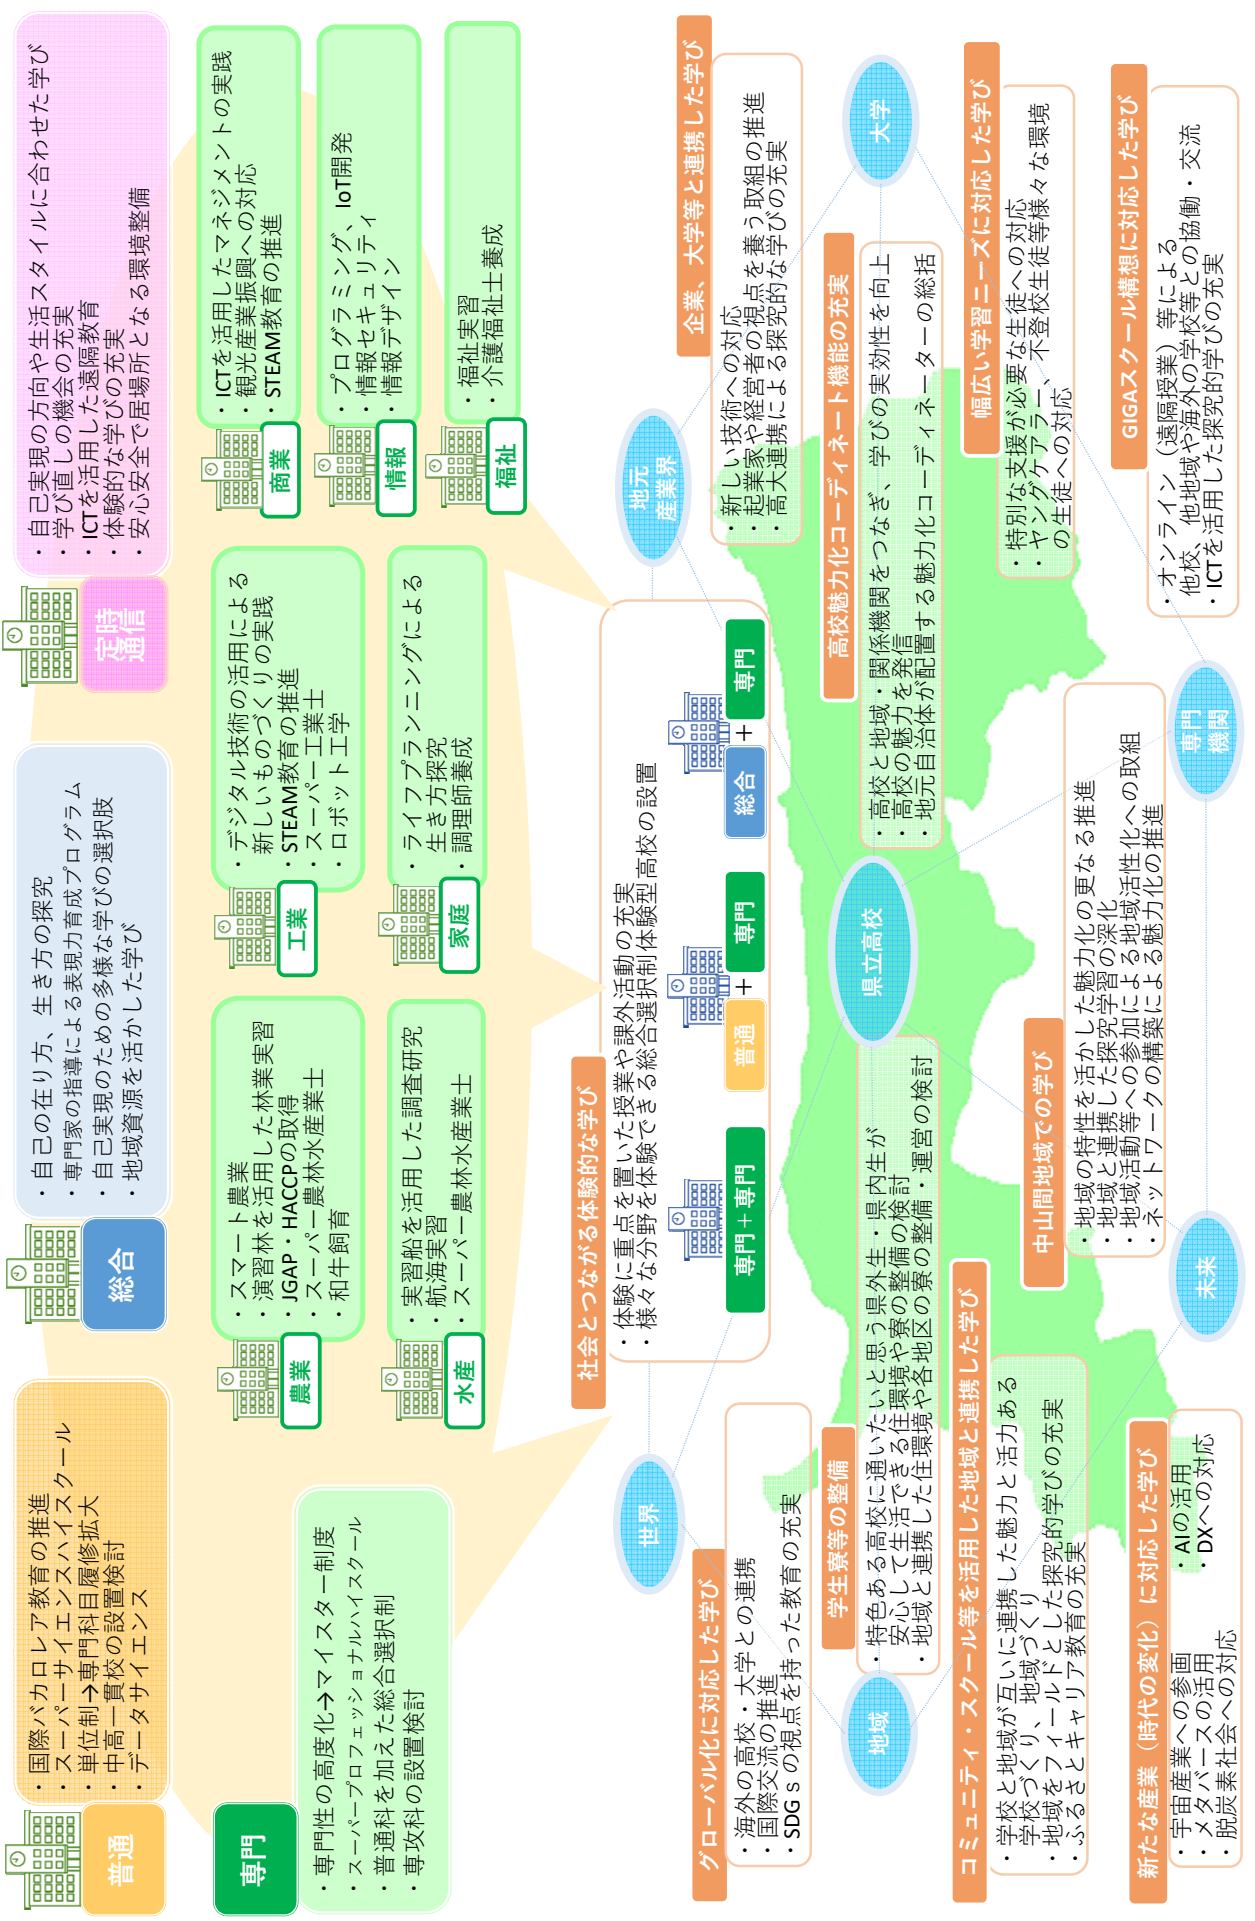 普通
・国際バカロレア教育の推進
・スーパーサイエンスハイスクール
・単位制→専門科目履修拡大
・中高一貫校の設置検討
・データサイエンス
総合
・自己の在り方、生き方の探究
・専門家の指導による表現力育成プログラム
・自己実現のための多様な学びの選択肢
・地域資源を活かした学び
定時
通信
・自己実現の方向や生活スタイルに合わせた学び
・学び直しの機会の充実
・ICTを活用した遠隔教育
・体験的な学びの充実
・安心安全で居場所となる環境整備
専門
・専門性の高度化→マイスター制度
・スーパープロフェッショナルハイスクール
・普通科を加えた総合選択制
・専攻科の設置検討
農業
・スマート農業
・演習林を活用した林業実習
・JGAP・HACCPの取得
・スーパー農林水産業士
・和牛飼育
工業
・デジタル技術の活用による
新しいものづくりの実践
・STEAM教育の推進
・スーパー工業士
・ロボット工学
商業
・ICTを活用したマネジメントの実践
・観光産業振興への対応
・STEAM教育の推進
情報
・プログラミング、IoT開発
・情報セキュリティ
・情報デザイン
水産
・実習船を活用した調査研究
・航海実習
・スーパー農林水産業士
家庭
・ライフプランニングによる
生き方探究
・調理師養成
福祉
・福祉実習
・介護福祉士養成
社会とつながる体験的な学び
・体験に重点を置いた授業や課外活動の充実
・様々な分野を体験できる総合選択制体験型高校の設置
専門＋専門
普通
＋
専門
総合
＋
専門
世界
地元
産業界
グローバル化に対応した学び
・海外の高校・大学との連携
・国際交流の推進
・SDGｓの視点を持った教育の充実
企業、大学等と連携した学び
・新しい技術への対応
・起業家や経営者の視点を養う取組の推進
・高大連携による探究的な学びの充実
学生寮等の整備
・特色ある高校に通いたいと思う県外生・県内生が
安心して生活できる住環境や寮の整備の検討
・地域と連携した住環境や各地区の寮の整備・運営の検討
高校魅力化コーディネート機能の充実
・高校と地域・関係機関をつなぎ、学びの実効性を向上
・高校の魅力を発信
・地元自治体が配置する魅力化コーディネーターの総括
地域
県立高校
大学
コミュニティ・スクール等を活用した地域と連携した学び
・学校と地域が互いに連携した魅力と活力ある
学校づくり、地域づくり
・地域をフィールドとした探究的学びの充実
・ふるさとキャリア教育の充実
中山間地域での学び
・地域の特性を活かした魅力化の更なる推進
・地域と連携した探究学習の深化
・地域活動等への参加による地域活性化への取組
・ネットワークの構築による魅力化の推進
幅広い学習ニーズに対応した学び
・特別な支援が必要な生徒への対応
・ヤングケアラー、不登校生徒等様々な環境
の生徒への対応
新たな産業（時代の変化）に対応した学び
・宇宙産業への参画
・メタバースの活用
・脱炭素社会への対応
・AIの活用
・DXへの対応
未来
専門
機関
GIGAスクール構想に対応した学び
・オンライン（遠隔授業）等による
他校、他地域や海外の学校等との協働・交流
・ICTを活用した探究的学びの充実